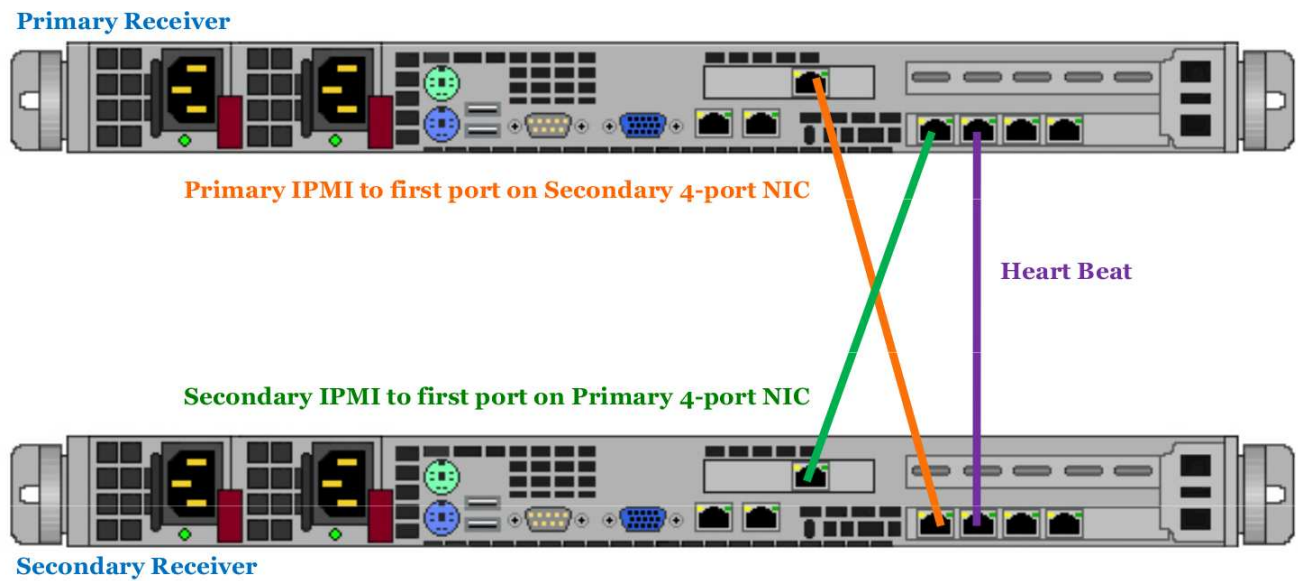 Primary Receiver
Primary IPMI to first port on Secondary 4-port NIC
Heart Beat
Secondary IPMI to first port on Primary 4-port NIC
Secondary Receiver